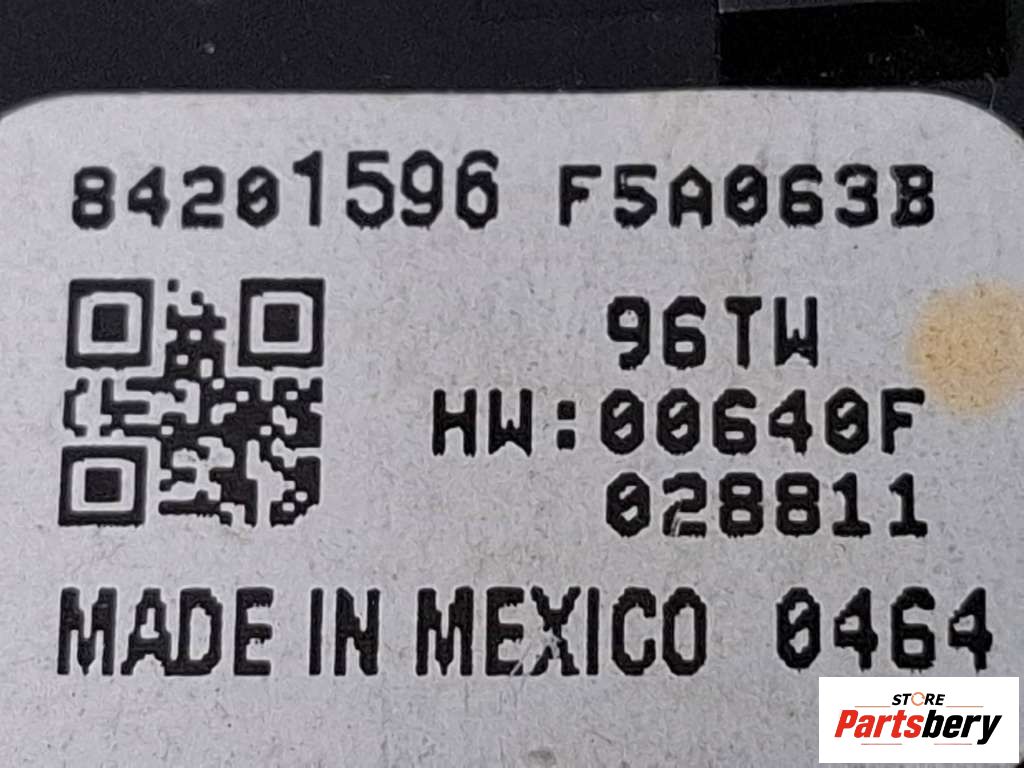 84201596 F5A063B
96TW
HW:00640F
028811
MADE IN MEXICO 0464
STORE
Partsbery